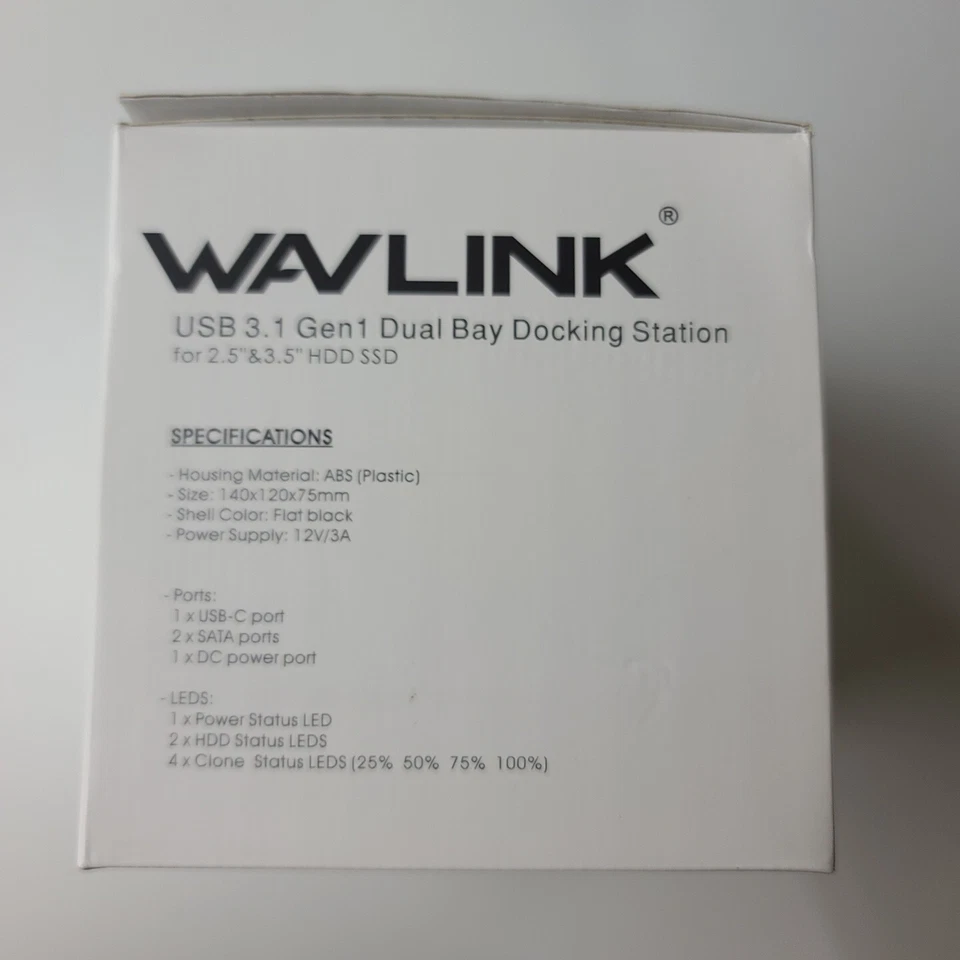 WAVLINK®
USB 3.1 Gen1 Dual Bay Docking Station
for 2.5"&3.5" HDD SSD
SPECIFICATIONS
- Housing Material: ABS (Plastic)
- Size: 140x120x75mm
- Shell Color: Flat black
- Power Supply: 12V/3A
- Ports:
1 x USB-C port
2 x SATA ports
1 x DC power port
- LEDS:
1 x Power Status LED
2 x HDD Status LEDS
4 x Clone Status LEDS (25% 50% 75% 100%)